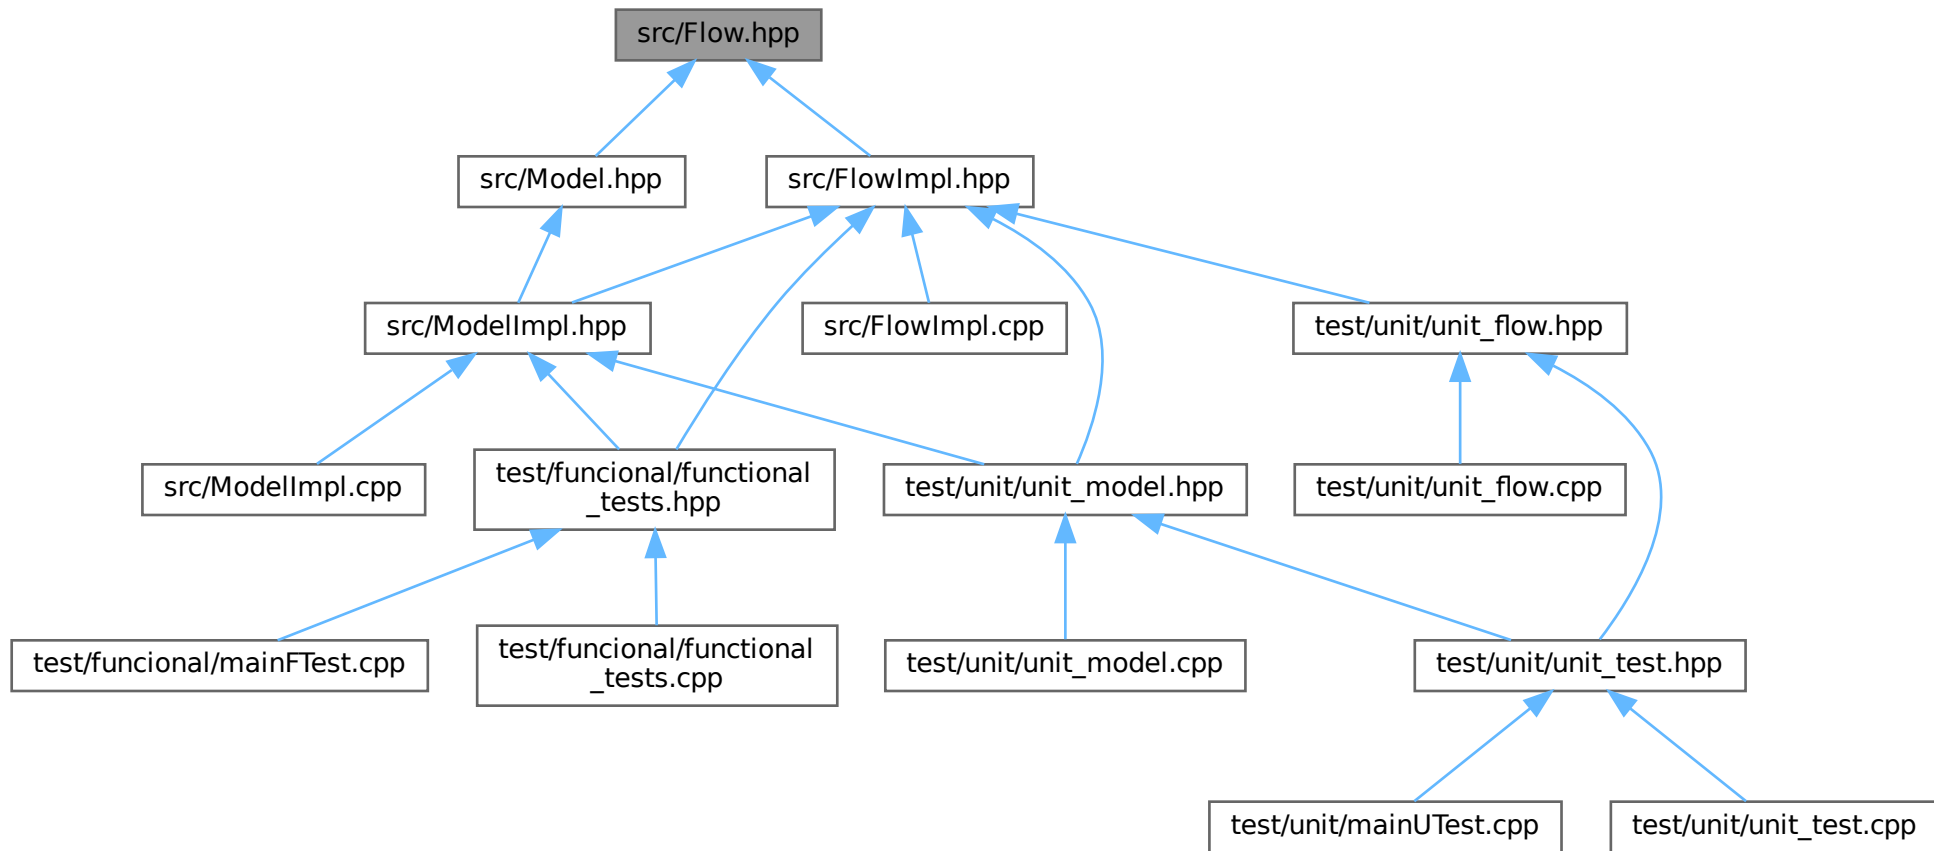 src/Flow.hpp
src/Model.hpp
src/FlowImpl.hpp
src/ModelImpl.hpp
src/FlowImpl.cpp
test/unit/unit_flow.hpp
src/ModelImpl.cpp
test/funcional/functional
_tests.hpp
test/unit/unit_model.hpp
test/unit/unit_flow.cpp
test/funcional/mainFTest.cpp
test/funcional/functional
_tests.cpp
test/unit/unit_model.cpp
test/unit/unit_test.hpp
test/unit/mainUTest.cpp
test/unit/unit_test.cpp